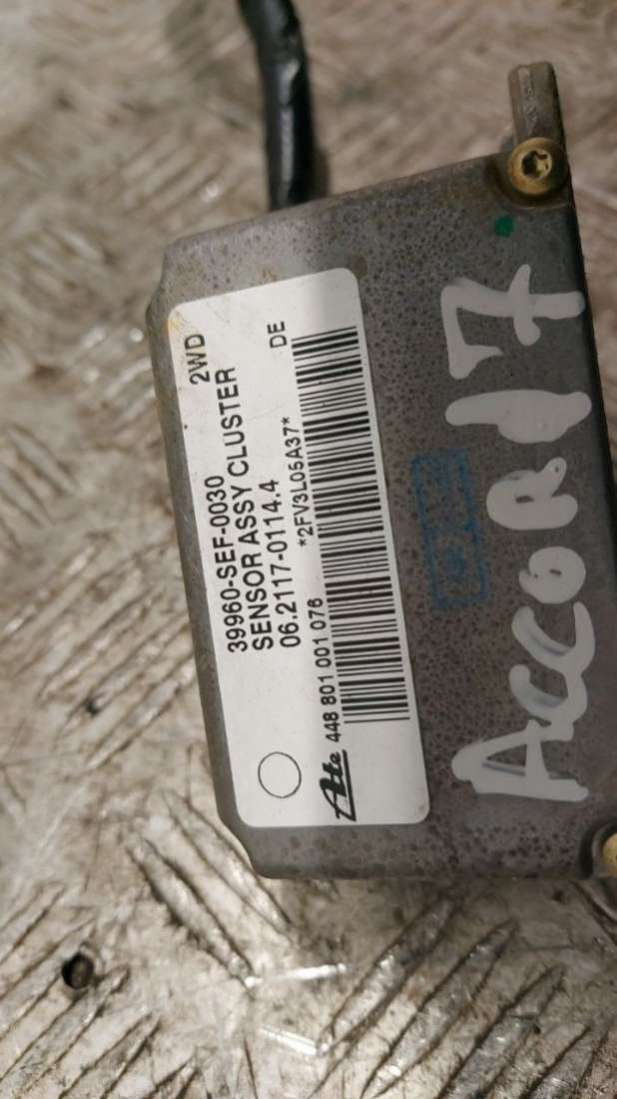 2WD
39960-SEF-0030
SENSOR ASSY CLUSTER
06.2117-0114.4
DE
*2FV3L05A37*
Ate 448 801 001 076
ACCORD 7